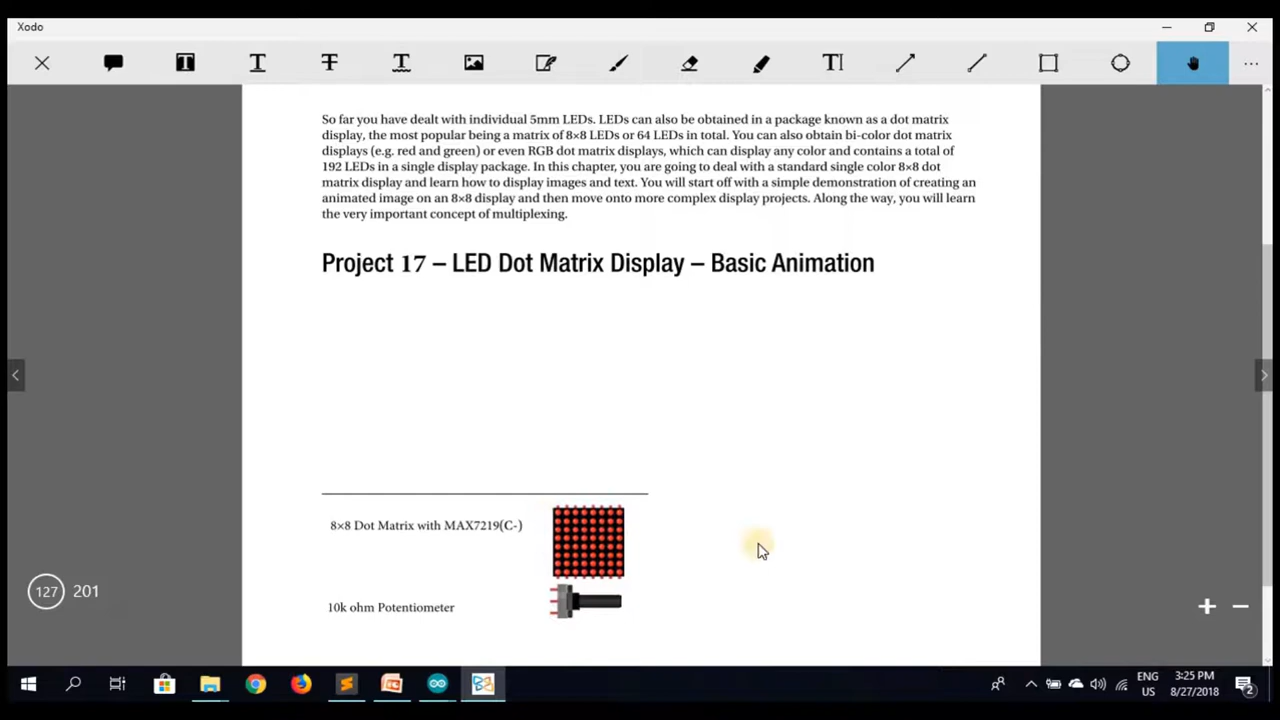 Xodo
T T T T TI ...
So far you have dealt with individual 5mm LEDs. LEDs can also be obtained in a package known as a dot matrix
display, the most popular being a matrix of 8×8 LEDs or 64 LEDs in total. You can also obtain bi-color dot matrix
displays (e.g. red and green) or even RGB dot matrix displays, which can display any color and contains a total of
192 LEDs in a single display package. In this chapter, you are going to deal with a standard single color 8×8 dot
matrix display and learn how to display images and text. You will start off with a simple demonstration of creating an
animated image on an 8×8 display and then move onto more complex display projects. Along the way, you will learn
the very important concept of multiplexing.
Project 17 – LED Dot Matrix Display – Basic Animation
8×8 Dot Matrix with MAX7219(C-)
127 201
10k ohm Potentiometer
ENG
US
3:25 PM
8/27/2018
2